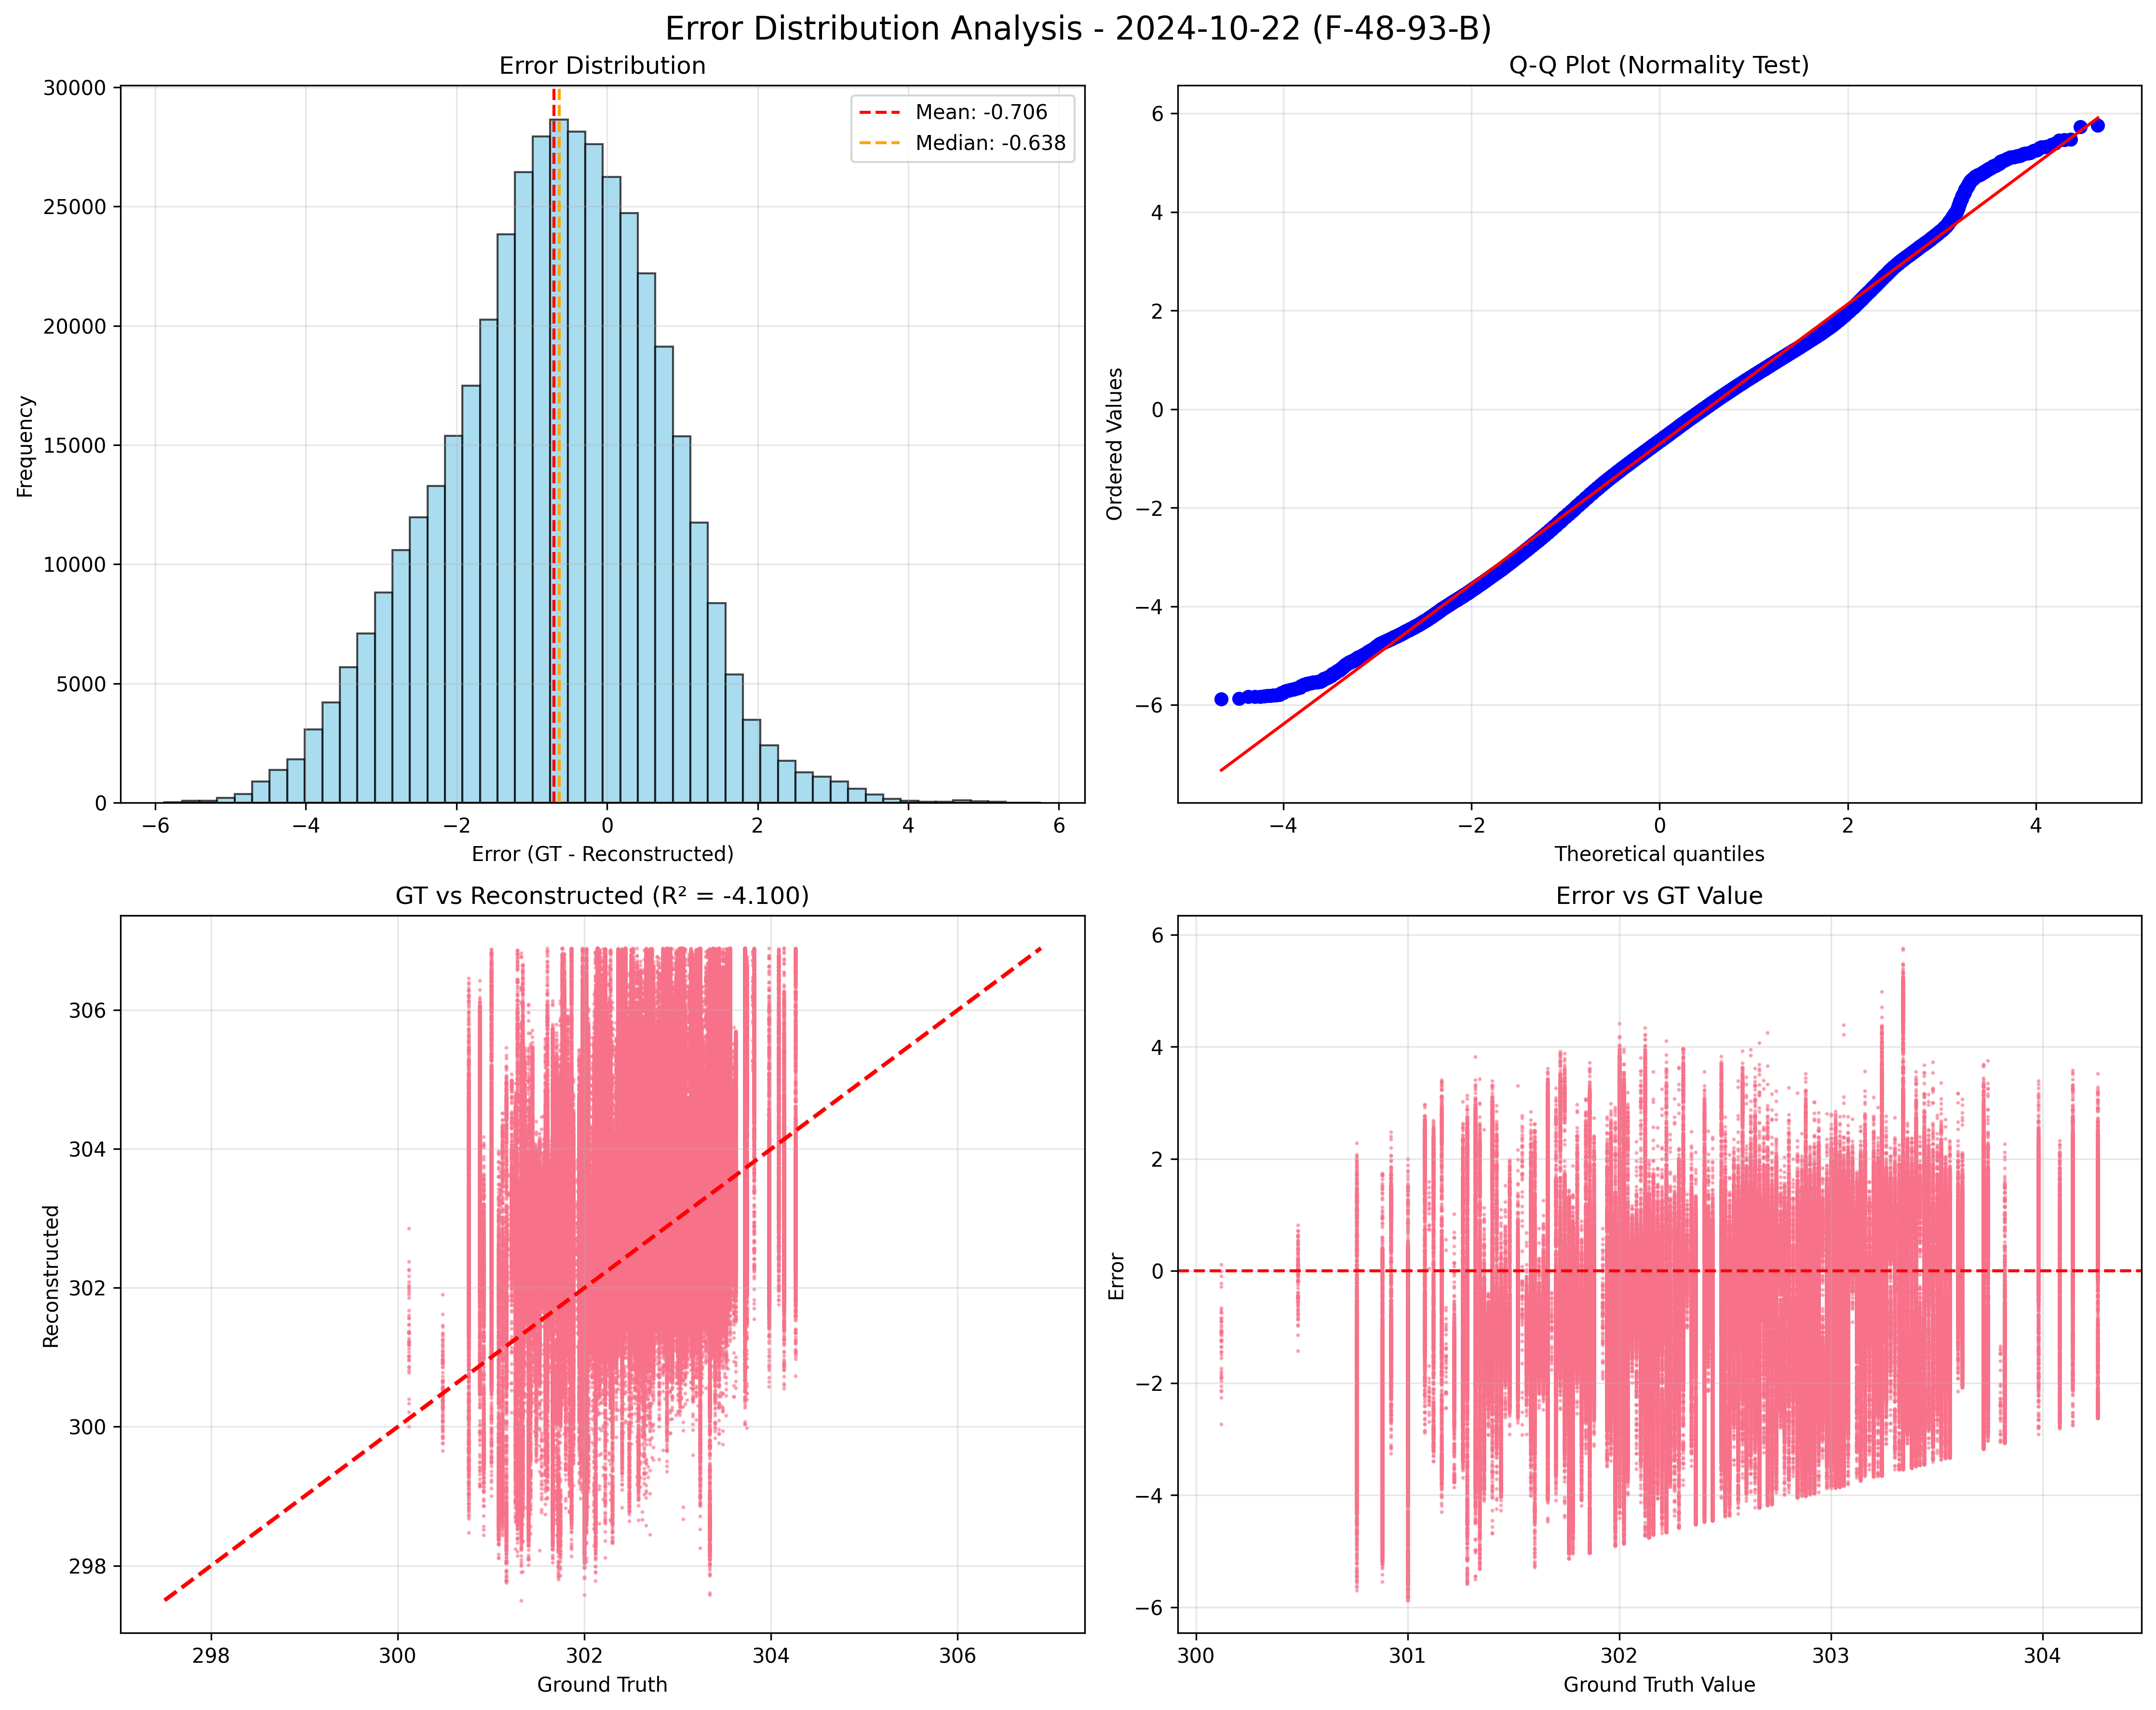 Error Distribution Analysis - 2024-10-22 (F-48-93-B)
Error Distribution
30000
25000
20000
15000
10000
5000
0
Frequency
Mean: -0.706
Median: -0.638
−6 −4 −2 0 2 4 6
Error (GT - Reconstructed)
Q-Q Plot (Normality Test)
6
4
2
0
−2
−4
−6
Ordered Values
−4 −2 0 2 4
Theoretical quantiles
GT vs Reconstructed (R² = -4.100)
306
304
302
300
298
Reconstructed
298 300 302 304 306
Ground Truth
Error vs GT Value
6
4
2
0
−2
−4
−6
Error
300 301 302 303 304
Ground Truth Value